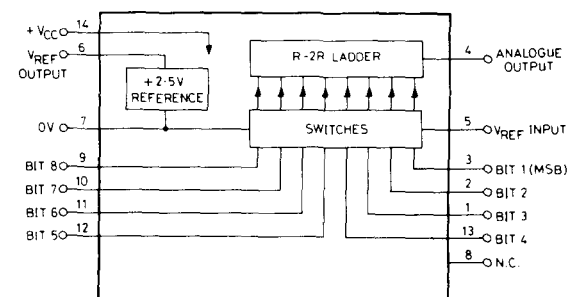 +VCC 14
VREF 6
OUTPUT
+2·5V
REFERENCE
0V 7
BIT 8 9
BIT 7 10
BIT 6 11
BIT 5 12
R-2R LADDER
SWITCHES
4 ANALOGUE
OUTPUT
5 VREF INPUT
3 BIT 1 (MSB)
2 BIT 2
1 BIT 3
13 BIT 4
8 N.C.